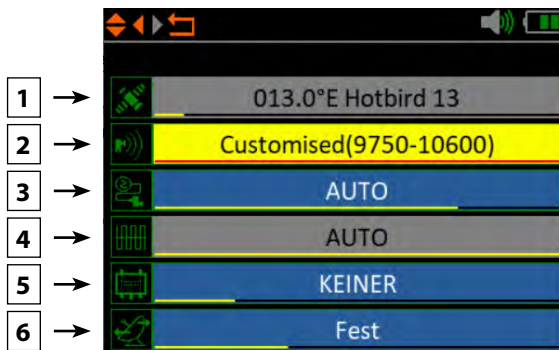 1 013.0°E Hotbird 13
2 Customised(9750-10600)
3 AUTO
4 AUTO
5 KEINER
6 Fest